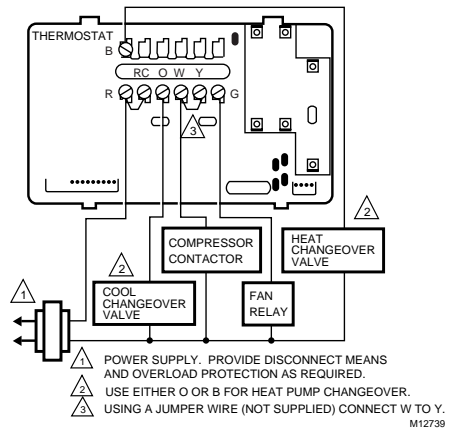 THERMOSTAT
B
RC O W Y
R
G
3
2
COMPRESSOR
CONTACTOR
HEAT
CHANGEOVER
VALVE
2
1
COOL
CHANGEOVER
VALVE
FAN
RELAY
1 POWER SUPPLY. PROVIDE DISCONNECT MEANS
AND OVERLOAD PROTECTION AS REQUIRED.
2 USE EITHER O OR B FOR HEAT PUMP CHANGEOVER.
3 USING A JUMPER WIRE (NOT SUPPLIED) CONNECT W TO Y.
M12739